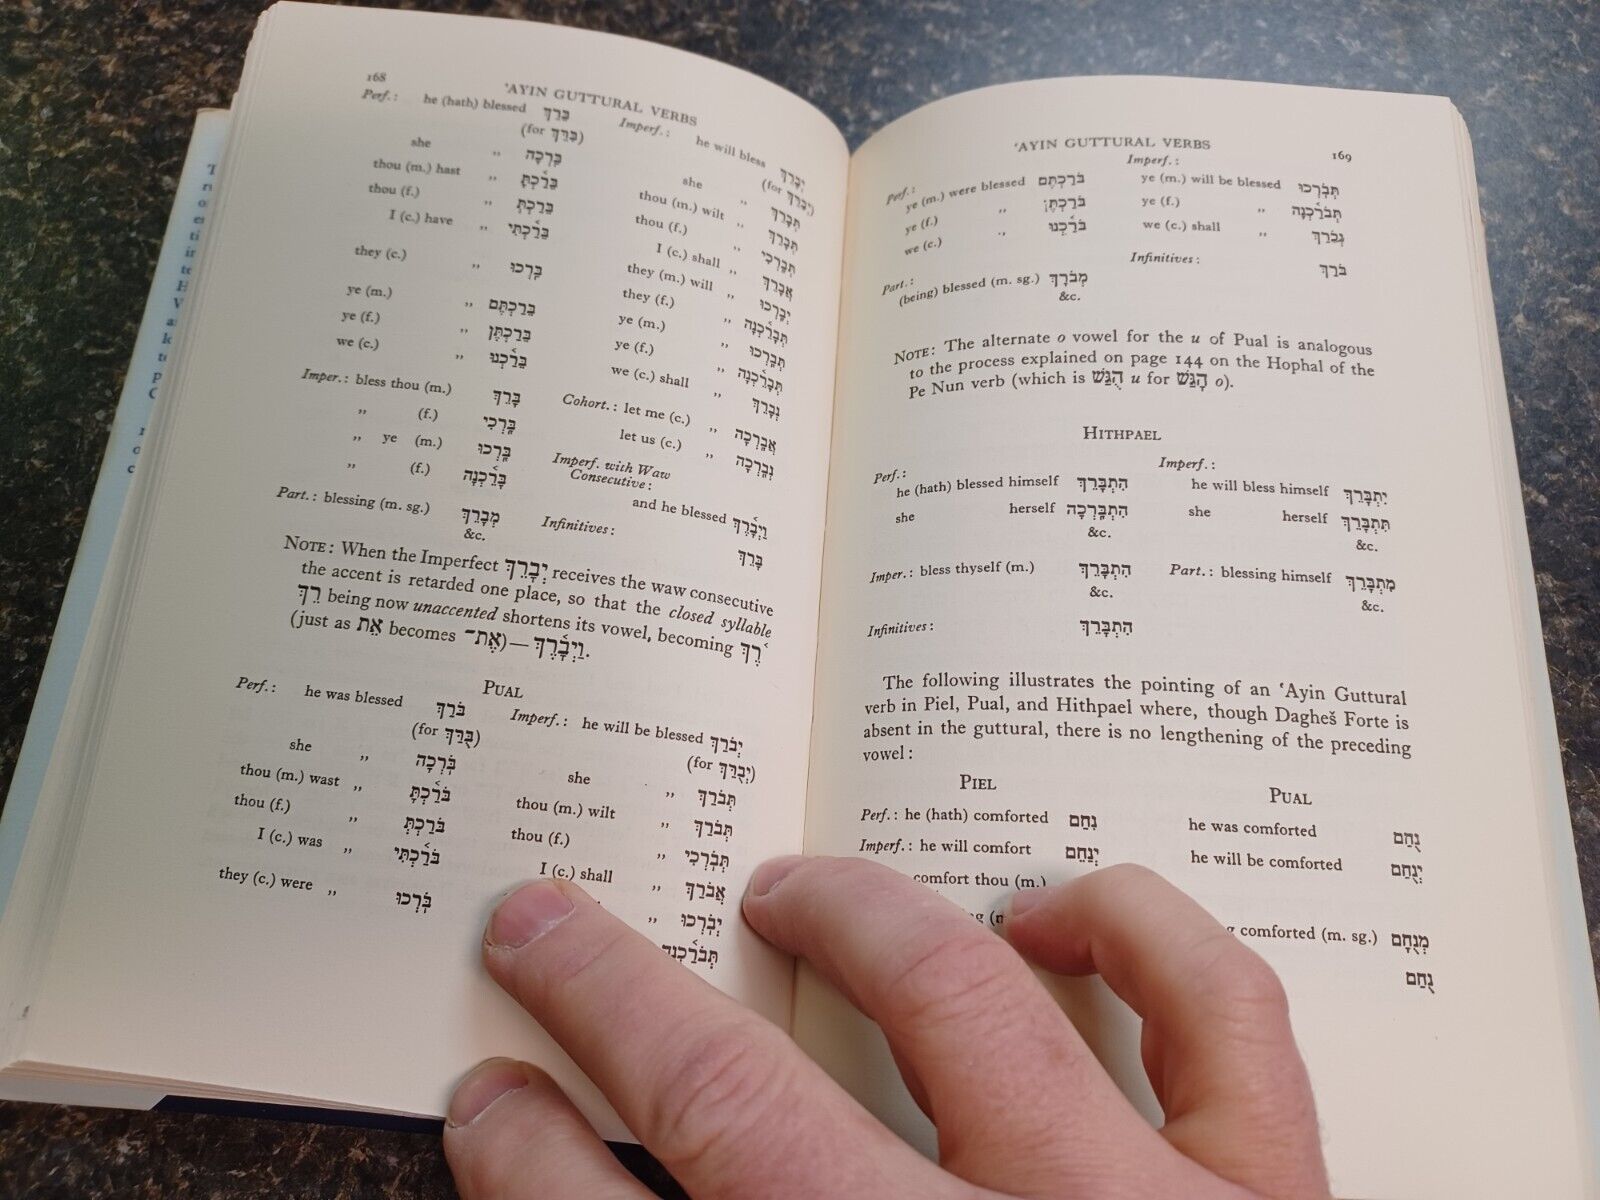 168
'AYIN GUTTURAL VERBS
Perf.: he (hath) blessed בֵּרַךְ
(for בִּרֵּךְ)
she ,, בֵּרְכָה
thou (m.) hast ,, בֵּרַ֫כְתָּ
thou (f.) ,, בֵּרַכְתְּ
I (c.) have ,, בֵּרַ֫כְתִּי
they (c.) ,, בֵּרְכוּ
ye (m.) ,, בֵּרַכְתֶּם
ye (f.) ,, בֵּרַכְתֶּן
we (c.) ,, בֵּרַ֫כְנוּ
Imper.: bless thou (m.) בָּרֵךְ
,, (f.) בָּֽרְכִי
,, ye (m.) בָּֽרְכוּ
,, (f.) בָּרֵ֫כְנָה
Part.: blessing (m. sg.) מְבָרֵךְ
&c.
Imperf.: he will bless יְבָרֵךְ
(for יְבַרֵּךְ)
she ,, תְּבָרֵךְ
thou (m.) wilt ,, תְּבָרֵךְ
thou (f.) ,, תְּבָֽרְכִי
I (c.) shall ,, אֲבָרֵךְ
they (m.) will ,, יְבָֽרְכוּ
they (f.) ,, תְּבָרֵ֫כְנָה
ye (m.) ,, תְּבָֽרְכוּ
ye (f.) ,, תְּבָרֵ֫כְנָה
we (c.) shall ,, נְבָרֵךְ
Cohort.: let me (c.) ,, אֲבָֽרְכָה
let us (c.) ,, נְבָֽרְכָה
Imperf. with Waw
Consecutive:
and he blessed וַיְבָ֫רֶךְ
Infinitives: בָּרֵךְ
NOTE: When the Imperfect יְבָרֵךְ receives the waw consecutive
the accent is retarded one place, so that the closed syllable
רֵךְ being now unaccented shortens its vowel, becoming ֫רֶךְ
(just as אֵת becomes אֶת־)—וַיְבָ֫רֶךְ.
PUAL
Perf.: he was blessed בֹּרַךְ
(for בֻּרַּךְ)
she ,, בֹּֽרְכָה
thou (m.) wast ,, בֹּרַ֫כְתָּ
thou (f.) ,, בֹּרַכְתְּ
I (c.) was ,, בֹּרַ֫כְתִּי
they (c.) were ,, בֹּֽרְכוּ
Imperf.: he will be blessed יְבֹרַךְ
(for יְבֻרַּךְ)
she ,, תְּבֹרַךְ
thou (m.) wilt ,, תְּבֹרַךְ
thou (f.) ,, תְּבֹֽרְכִי
I (c.) shall ,, אֲבֹרַךְ
,, יְבֹֽרְכוּ
תְּבֹרַ֫כְנָה
'AYIN GUTTURAL VERBS
169
Perf.:
ye (m.) were blessed בֹּרַכְתֶּם
ye (f.) ,, בֹּרַכְתֶּן
we (c.) ,, בֹּרַ֫כְנוּ
Part.:
(being) blessed (m. sg.) מְבֹרָךְ
&c.
Imperf.:
ye (m.) will be blessed תְּבֹֽרְכוּ
ye (f.) ,, תְּבֹרַ֫כְנָה
we (c.) shall ,, נְבֹרַךְ
Infinitives: בֹּרַךְ
NOTE: The alternate o vowel for the u of Pual is analogous
to the process explained on page 144 on the Hophal of the
Pe Nun verb (which is הֻגַּשׁ u for הָגַּשׁ o).
HITHPAEL
Perf.:
he (hath) blessed himself הִתְבָּרֵךְ
she herself הִתְבָּֽרְכָה
&c.
Imper.: bless thyself (m.) הִתְבָּרֵךְ
&c.
Infinitives: הִתְבָּרֵךְ
Imperf.:
he will bless himself יִתְבָּרֵךְ
she herself תִּתְבָּרֵךְ
&c.
Part.: blessing himself מִתְבָּרֵךְ
&c.
The following illustrates the pointing of an 'Ayin Guttural
verb in Piel, Pual, and Hithpael where, though Dagheš Forte is
absent in the guttural, there is no lengthening of the preceding
vowel:
PIEL
Perf.: he (hath) comforted נִחַם
Imperf.: he will comfort יְנַחֵם
comfort thou (m.)
PUAL
he was comforted נֻחַם
he will be comforted יְנֻחַם
comforted (m. sg.) מְנֻחָם
נֻחַם